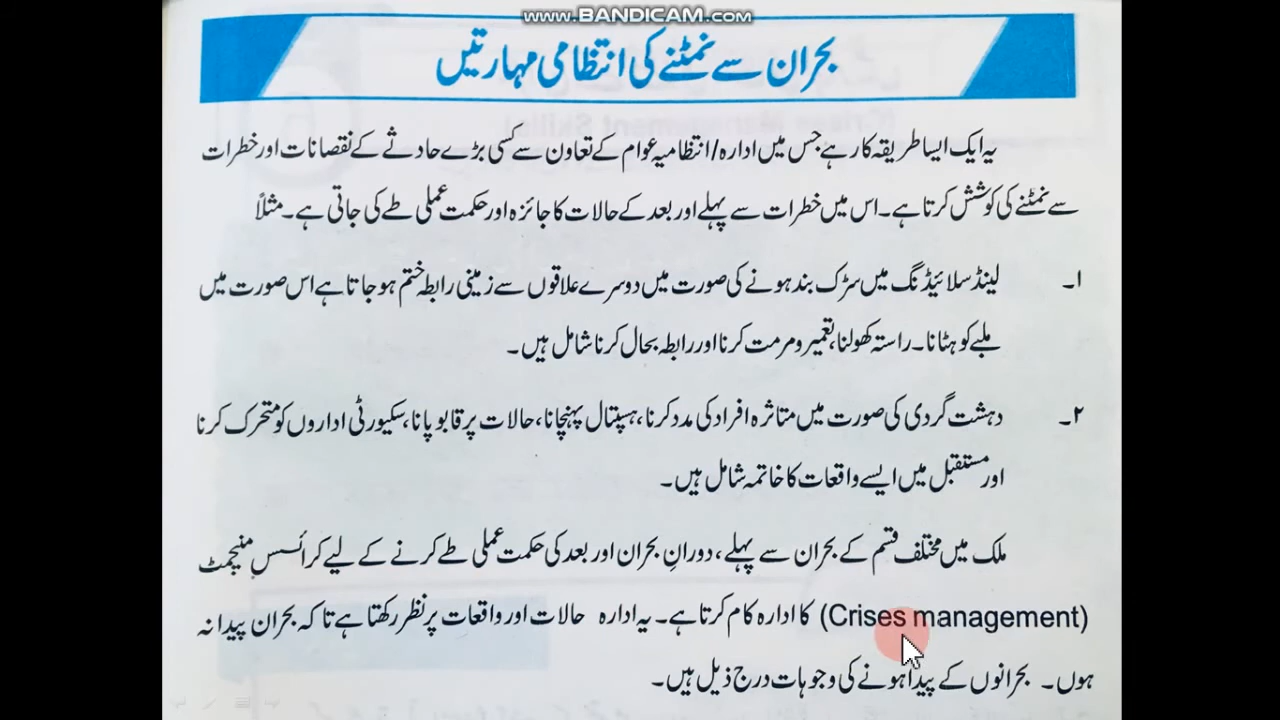 www.BANDICAM.com
بحران سے نمٹنے کی انتظامی مہارتیں
یہ ایک ایسا طریقہ کار ہے جس میں ادارہ/انتظامیہ عوام کے تعاون سے کسی بڑے حادثے کے نقصانات اور خطرات
سے نمٹنے کی کوشش کرتا ہے۔ اس میں خطرات سے پہلے اور بعد کے حالات کا جائزہ اور حکمت عملی طے کی جاتی ہے۔ مثلاً
۱۔ لینڈ سلائیڈنگ میں سڑک بند ہونے کی صورت میں دوسرے علاقوں سے زمینی رابطہ ختم ہو جاتا ہے اس صورت میں
ملبے کو ہٹانا۔ راستہ کھولنا، تعمیر و مرمت کرنا اور رابطہ بحال کرنا شامل ہیں۔
۲۔ دہشت گردی کی صورت میں متاثرہ افراد کی مدد کرنا، ہسپتال پہنچانا، حالات پر قابو پانا، سکیورٹی اداروں کو متحرک کرنا
اور مستقبل میں ایسے واقعات کا خاتمہ شامل ہیں۔
ملک میں مختلف قسم کے بحران سے پہلے، دورانِ بحران اور بعد کی حکمت عملی طے کرنے کے لیے کرائسس منیجمٹ
(Crises management) کا ادارہ کام کرتا ہے۔ یہ ادارہ حالات اور واقعات پر نظر رکھتا ہے تاکہ بحران پیدا نہ
ہوں۔ بحرانوں کے پیدا ہونے کی وجوہات درج ذیل ہیں۔